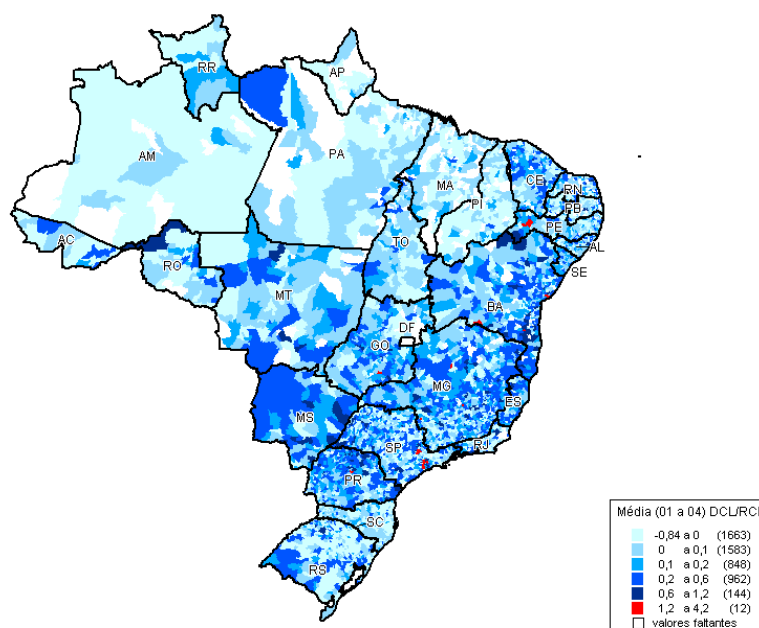 RR
AP
AM
PA
MA
CE
RN
PI
PB
PE
AC
TO
AL
RO
SE
MT
BA
DF
GO
MG
MS
ES
SP
RJ
PR
SC
RS
Média (01 a 04) DCL/RCL
-0,84 a 0 (1663)
0 a 0,1 (1583)
0,1 a 0,2 (848)
0,2 a 0,6 (962)
0,6 a 1,2 (144)
1,2 a 4,2 (12)
valores faltantes